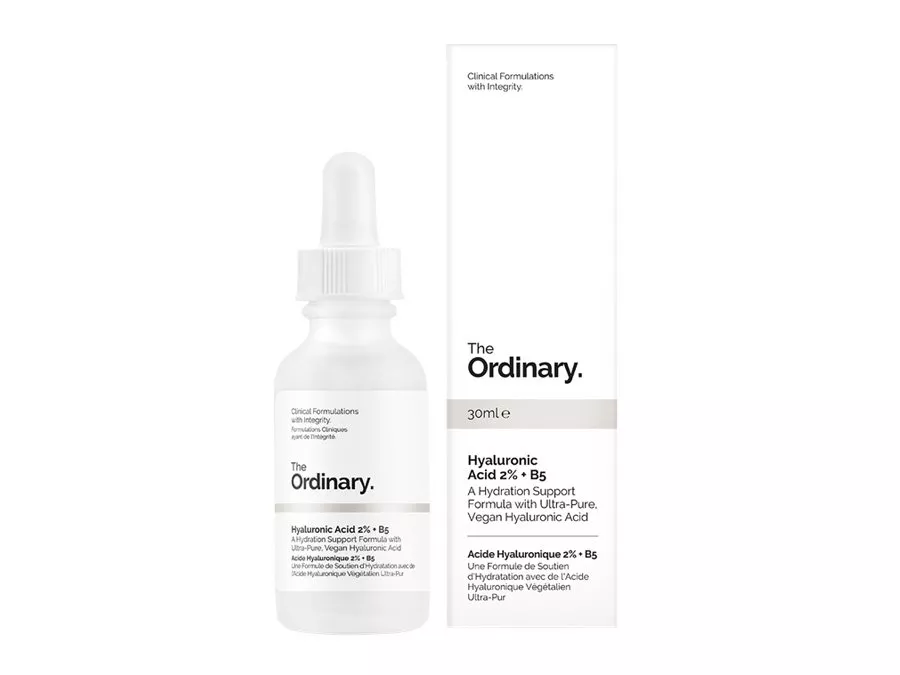 Clinical Formulations
with Integrity.
Formulations Cliniques
ayant de l'Intégrité.
The
Ordinary.
Hyaluronic Acid 2% + B5
A Hydration Support Formula with
Ultra-Pure, Vegan Hyaluronic Acid
Acide Hyaluronique 2% + B5
Une Formule de Soutien d'Hydratation avec de
l'Acide Hyaluronique Végétalien Ultra-Pur
Clinical Formulations
with Integrity.
The
Ordinary.
30ml e
Hyaluronic
Acid 2% + B5
A Hydration Support
Formula with Ultra-Pure,
Vegan Hyaluronic Acid
Acide Hyaluronique 2% + B5
Une Formule de Soutien
d'Hydratation avec de l'Acide
Hyaluronique Végétalien
Ultra-Pur